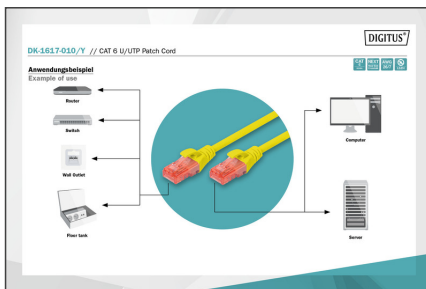 DIGITUS®
DK-1617-010/Y // CAT 6 U/UTP Patch Cord
Anwendungsbeispiel
Example of use
Router
Switch
Wall Outlet
Floor tank
Computer
Server